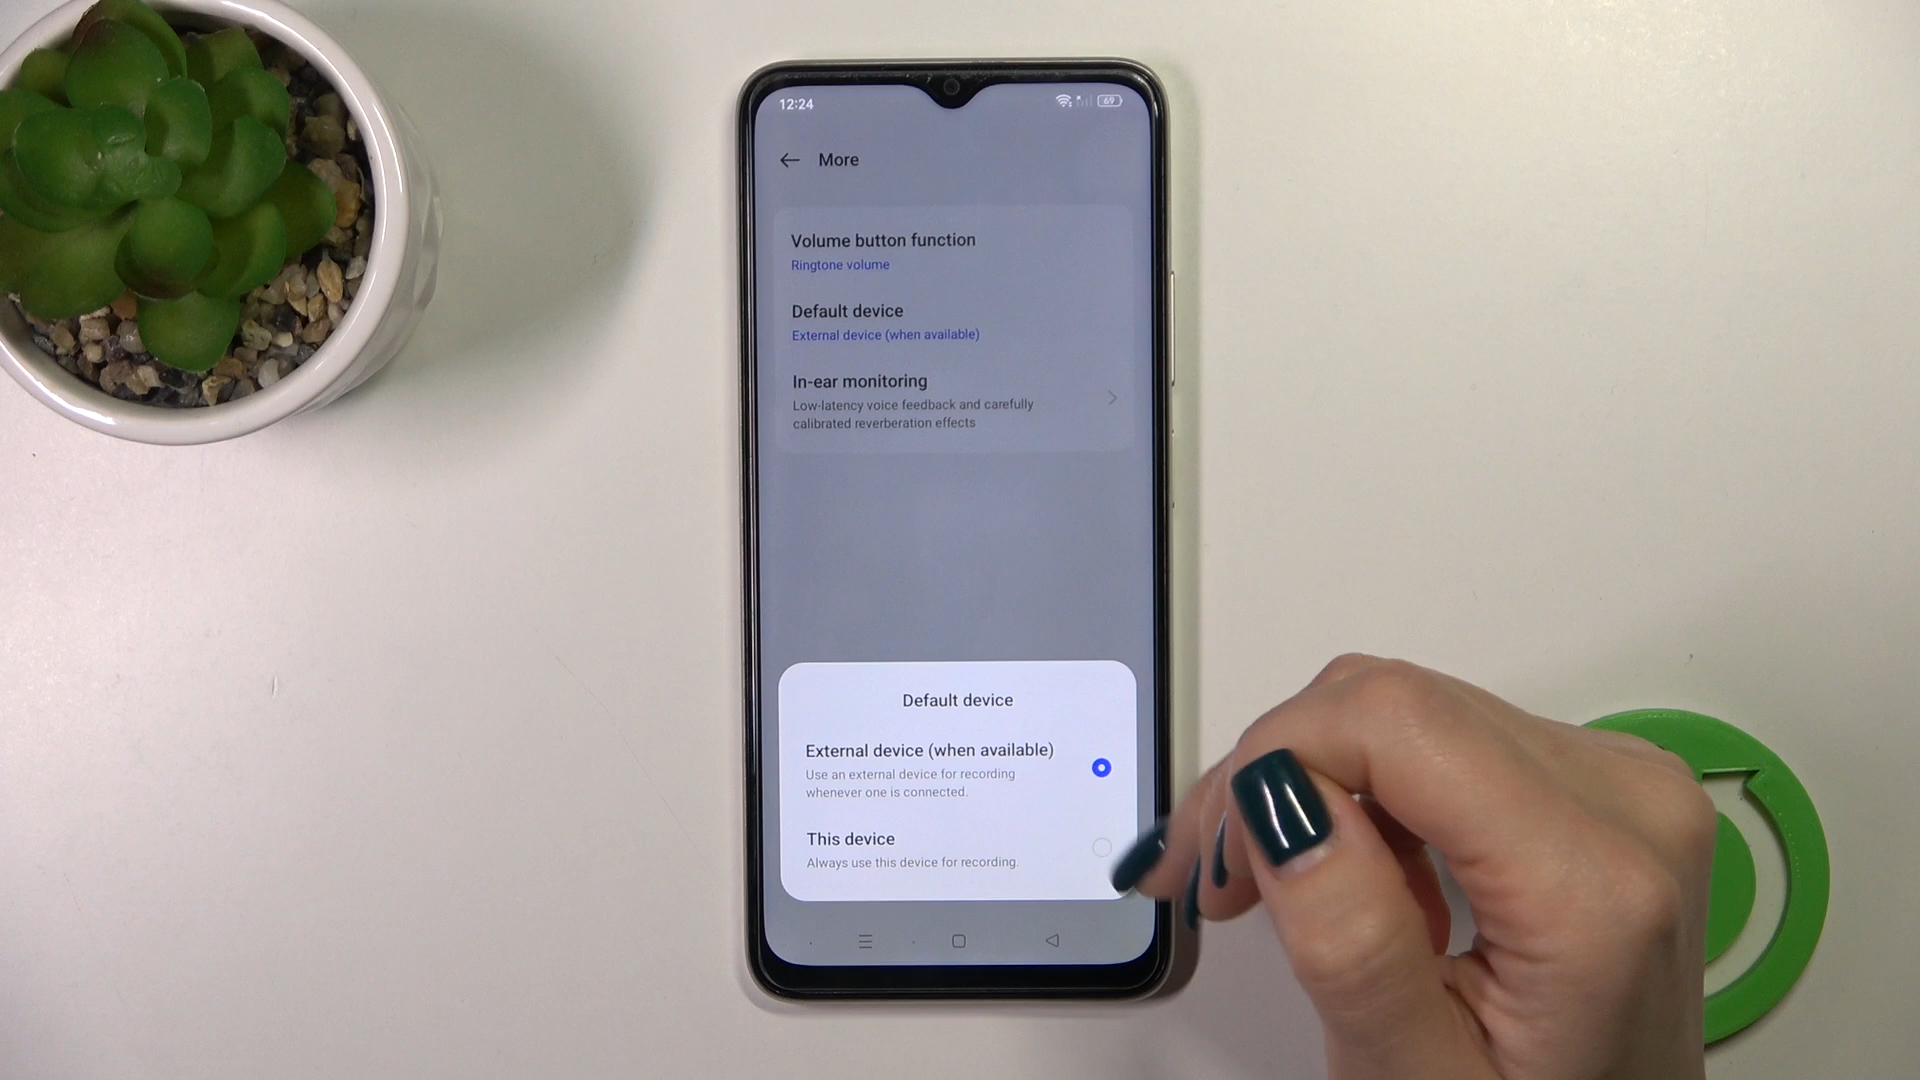 12:24
69
More
Volume button function
Ringtone volume
Default device
External device (when available)
In-ear monitoring
Low-latency voice feedback and carefully
calibrated reverberation effects
Default device
External device (when available)
Use an external device for recording
whenever one is connected.
This device
Always use this device for recording.